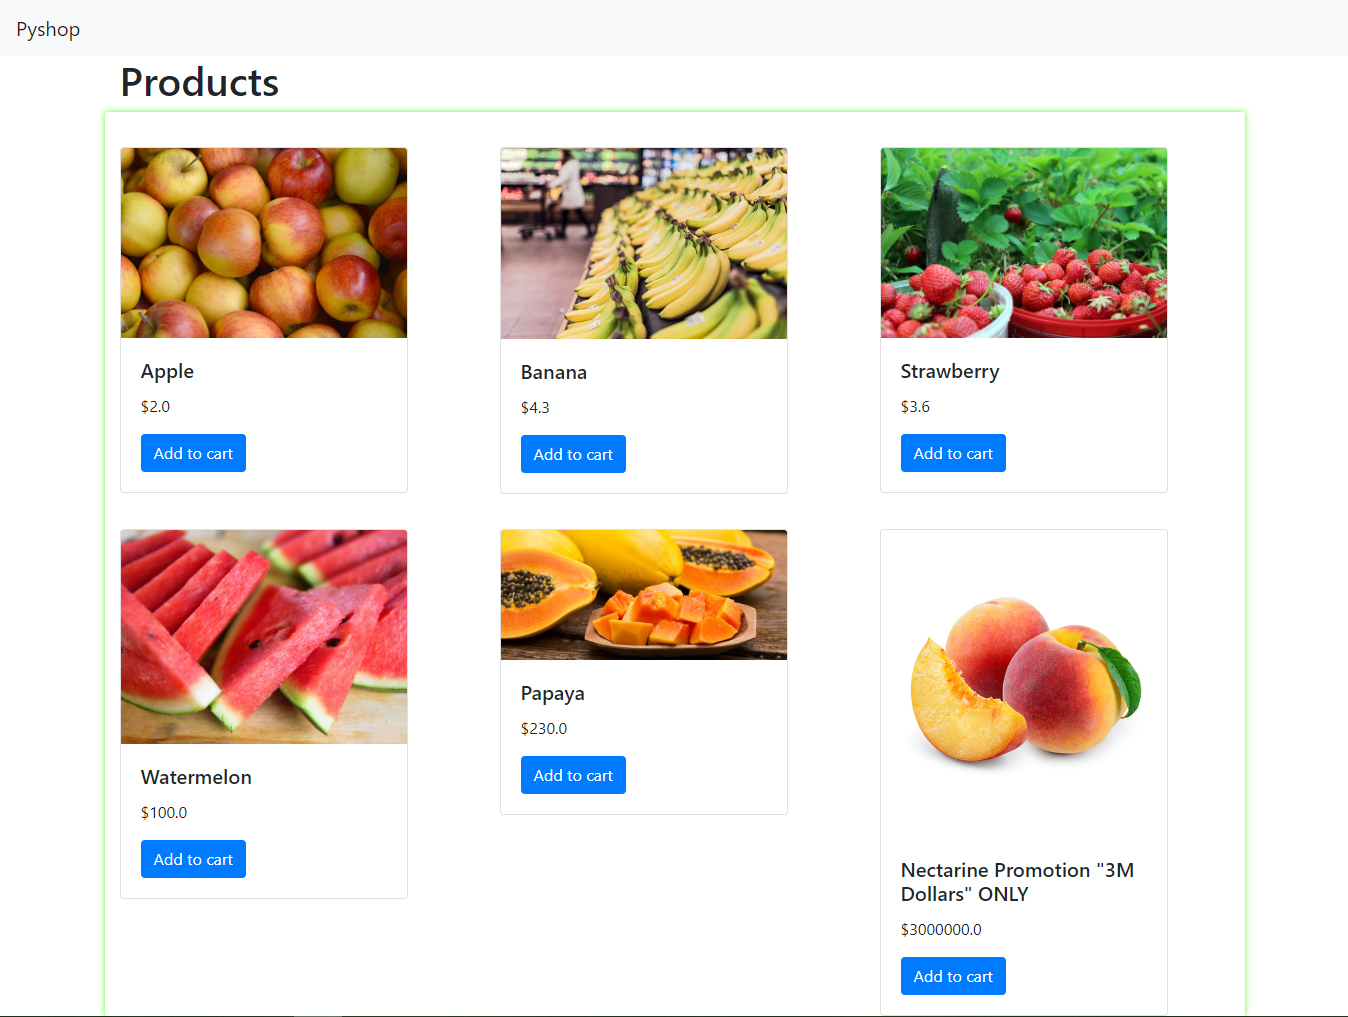 Pyshop
Products
Apple
$2.0
Add to cart
Banana
$4.3
Add to cart
Strawberry
$3.6
Add to cart
Watermelon
$100.0
Add to cart
Papaya
$230.0
Add to cart
Nectarine Promotion "3M
Dollars" ONLY
$3000000.0
Add to cart